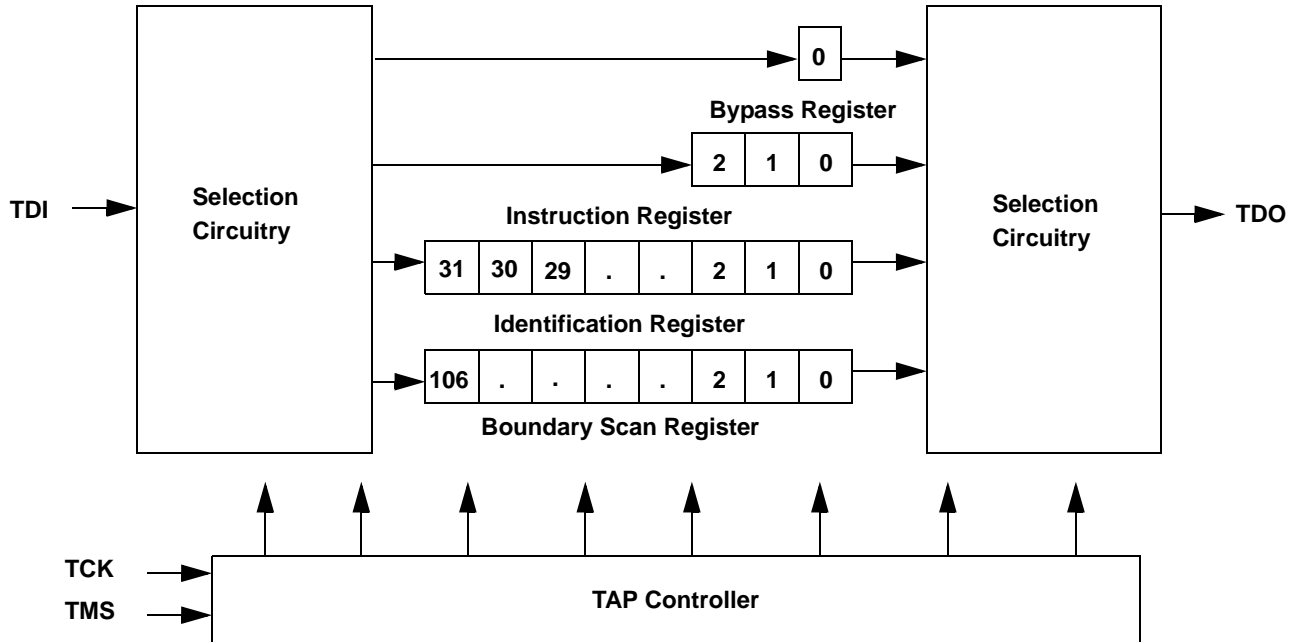 0
Bypass Register
2 1 0
Instruction Register
TDI
Selection
Circuitry
Selection
Circuitry
TDO
31 30 29 . . 2 1 0
Identification Register
106 . . . . 2 1 0
Boundary Scan Register
TCK
TMS
TAP Controller